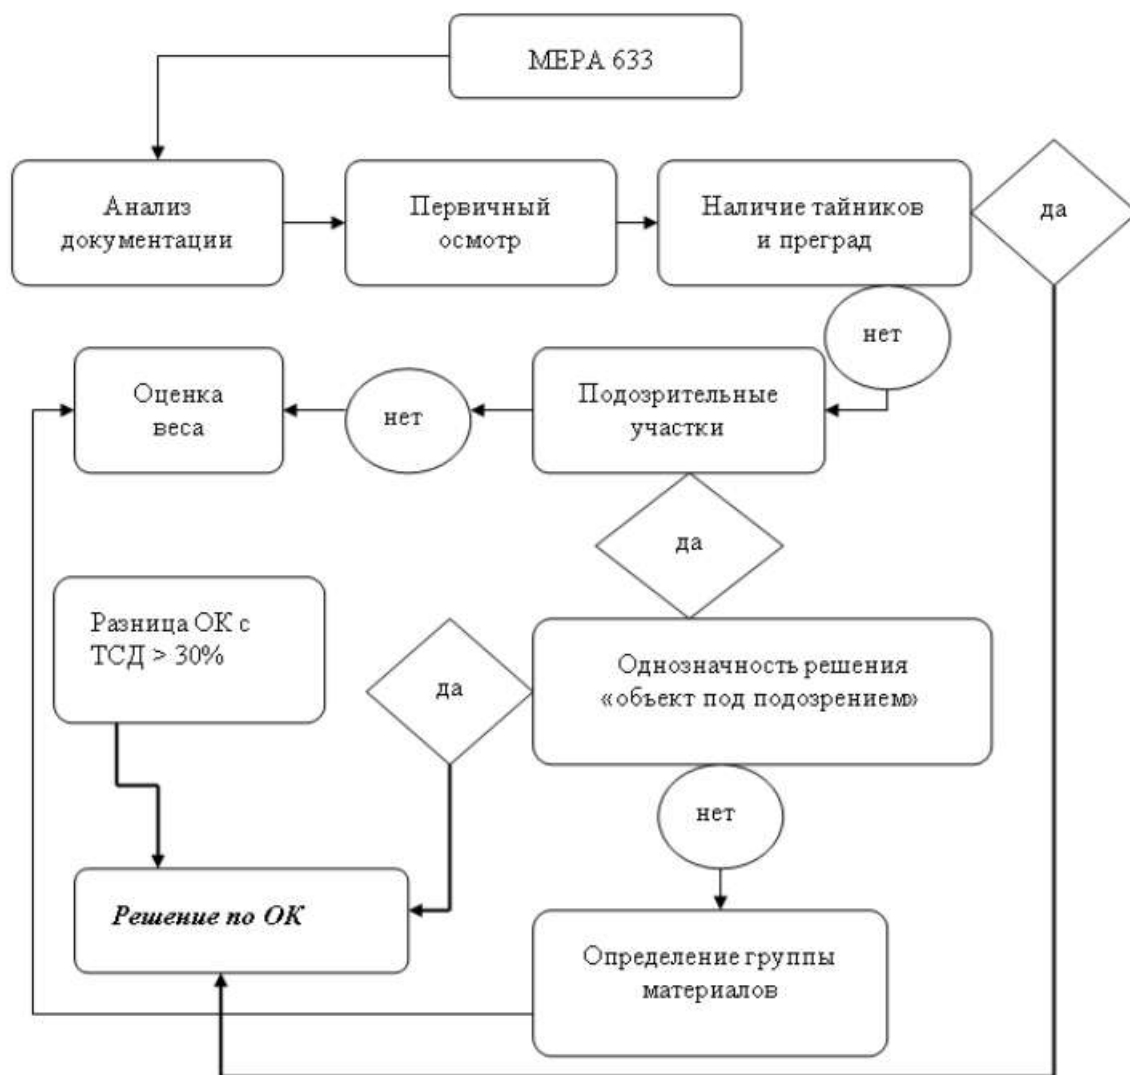 МЕРА 633
Анализ
документации
Первичный
осмотр
Наличие тайников
и преград
да
нет
Оценка
веса
нет
Подозрительные
участки
да
Разница ОК с
ТСД > 30%
да
Однозначность решения
«объект под подозрением»
нет
Решение по ОК
Определение группы
материалов